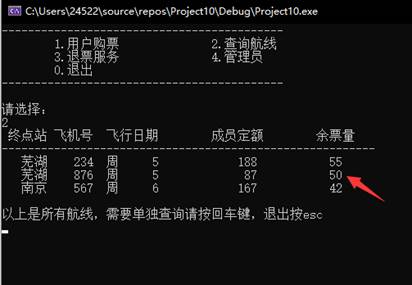 C:\Users\24522\source\repos\Project10\Debug\Project10.exe
------------------------------------------
1.用户购票 2.查询航线
3.退票服务 4.管理员
0.退出
------------------------------------------
请选择:
2
终点站 飞机号 飞行日期 成员定额 余票量
--------------------------------------------------------
芜湖 234 周 5 188 55
芜湖 876 周 5 87 50
南京 567 周 6 167 42
以上是所有航线，需要单独查询请按回车键，退出按esc